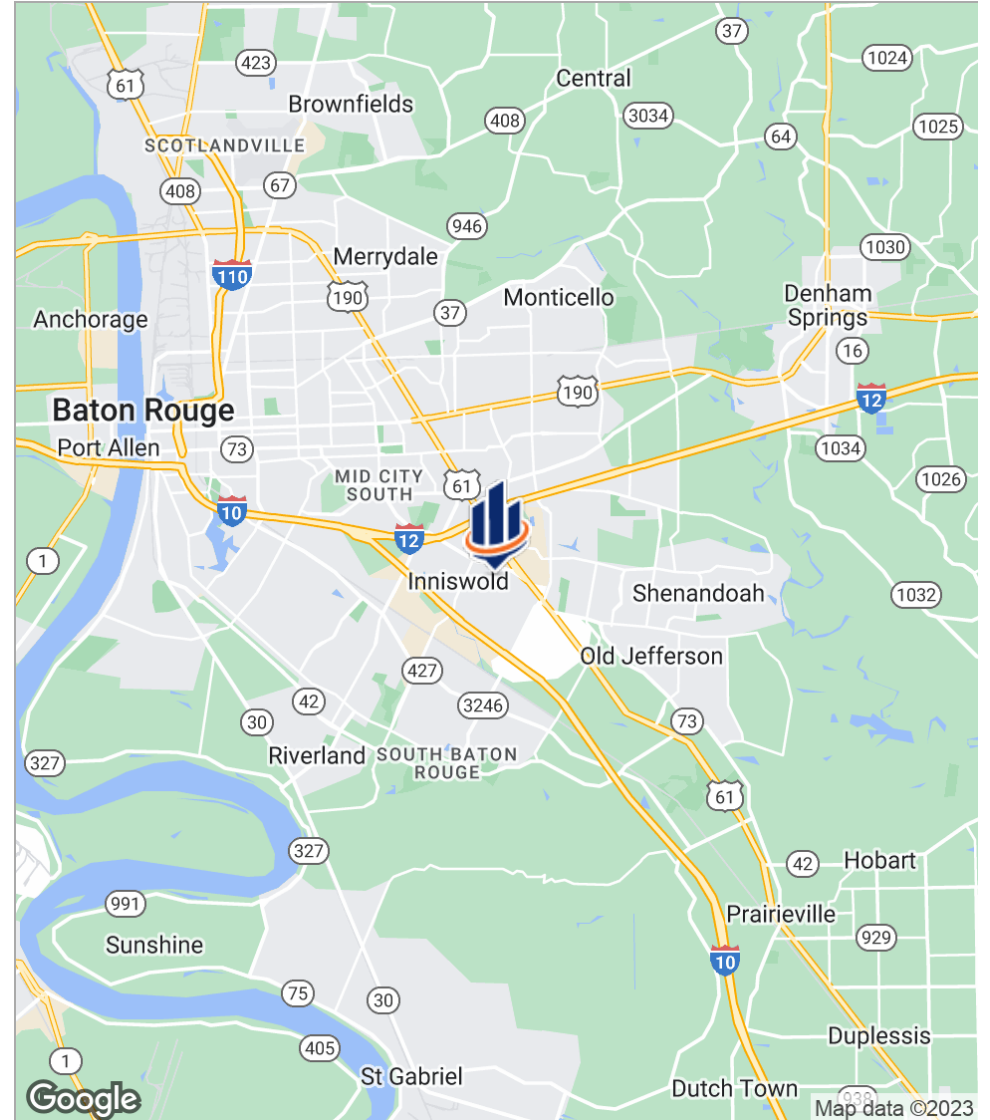 37
423
1024
Central
61
Brownfields
3034
408
1025
64
SCOTLANDVILLE
67
408
946
1030
Merrydale
110
190
Monticello
Denham
Springs
37
Anchorage
16
190
12
Baton Rouge
Port Allen
73
1034
MID CITY
SOUTH
61
1026
10
12
1
Inniswold
Shenandoah
1032
Old Jefferson
427
42
3246
30
73
Riverland
SOUTH BATON
ROUGE
327
61
327
42
Hobart
991
Prairieville
Sunshine
929
10
75
30
Duplessis
405
1
St Gabriel
Dutch Town
938
Google
Map data ©2023